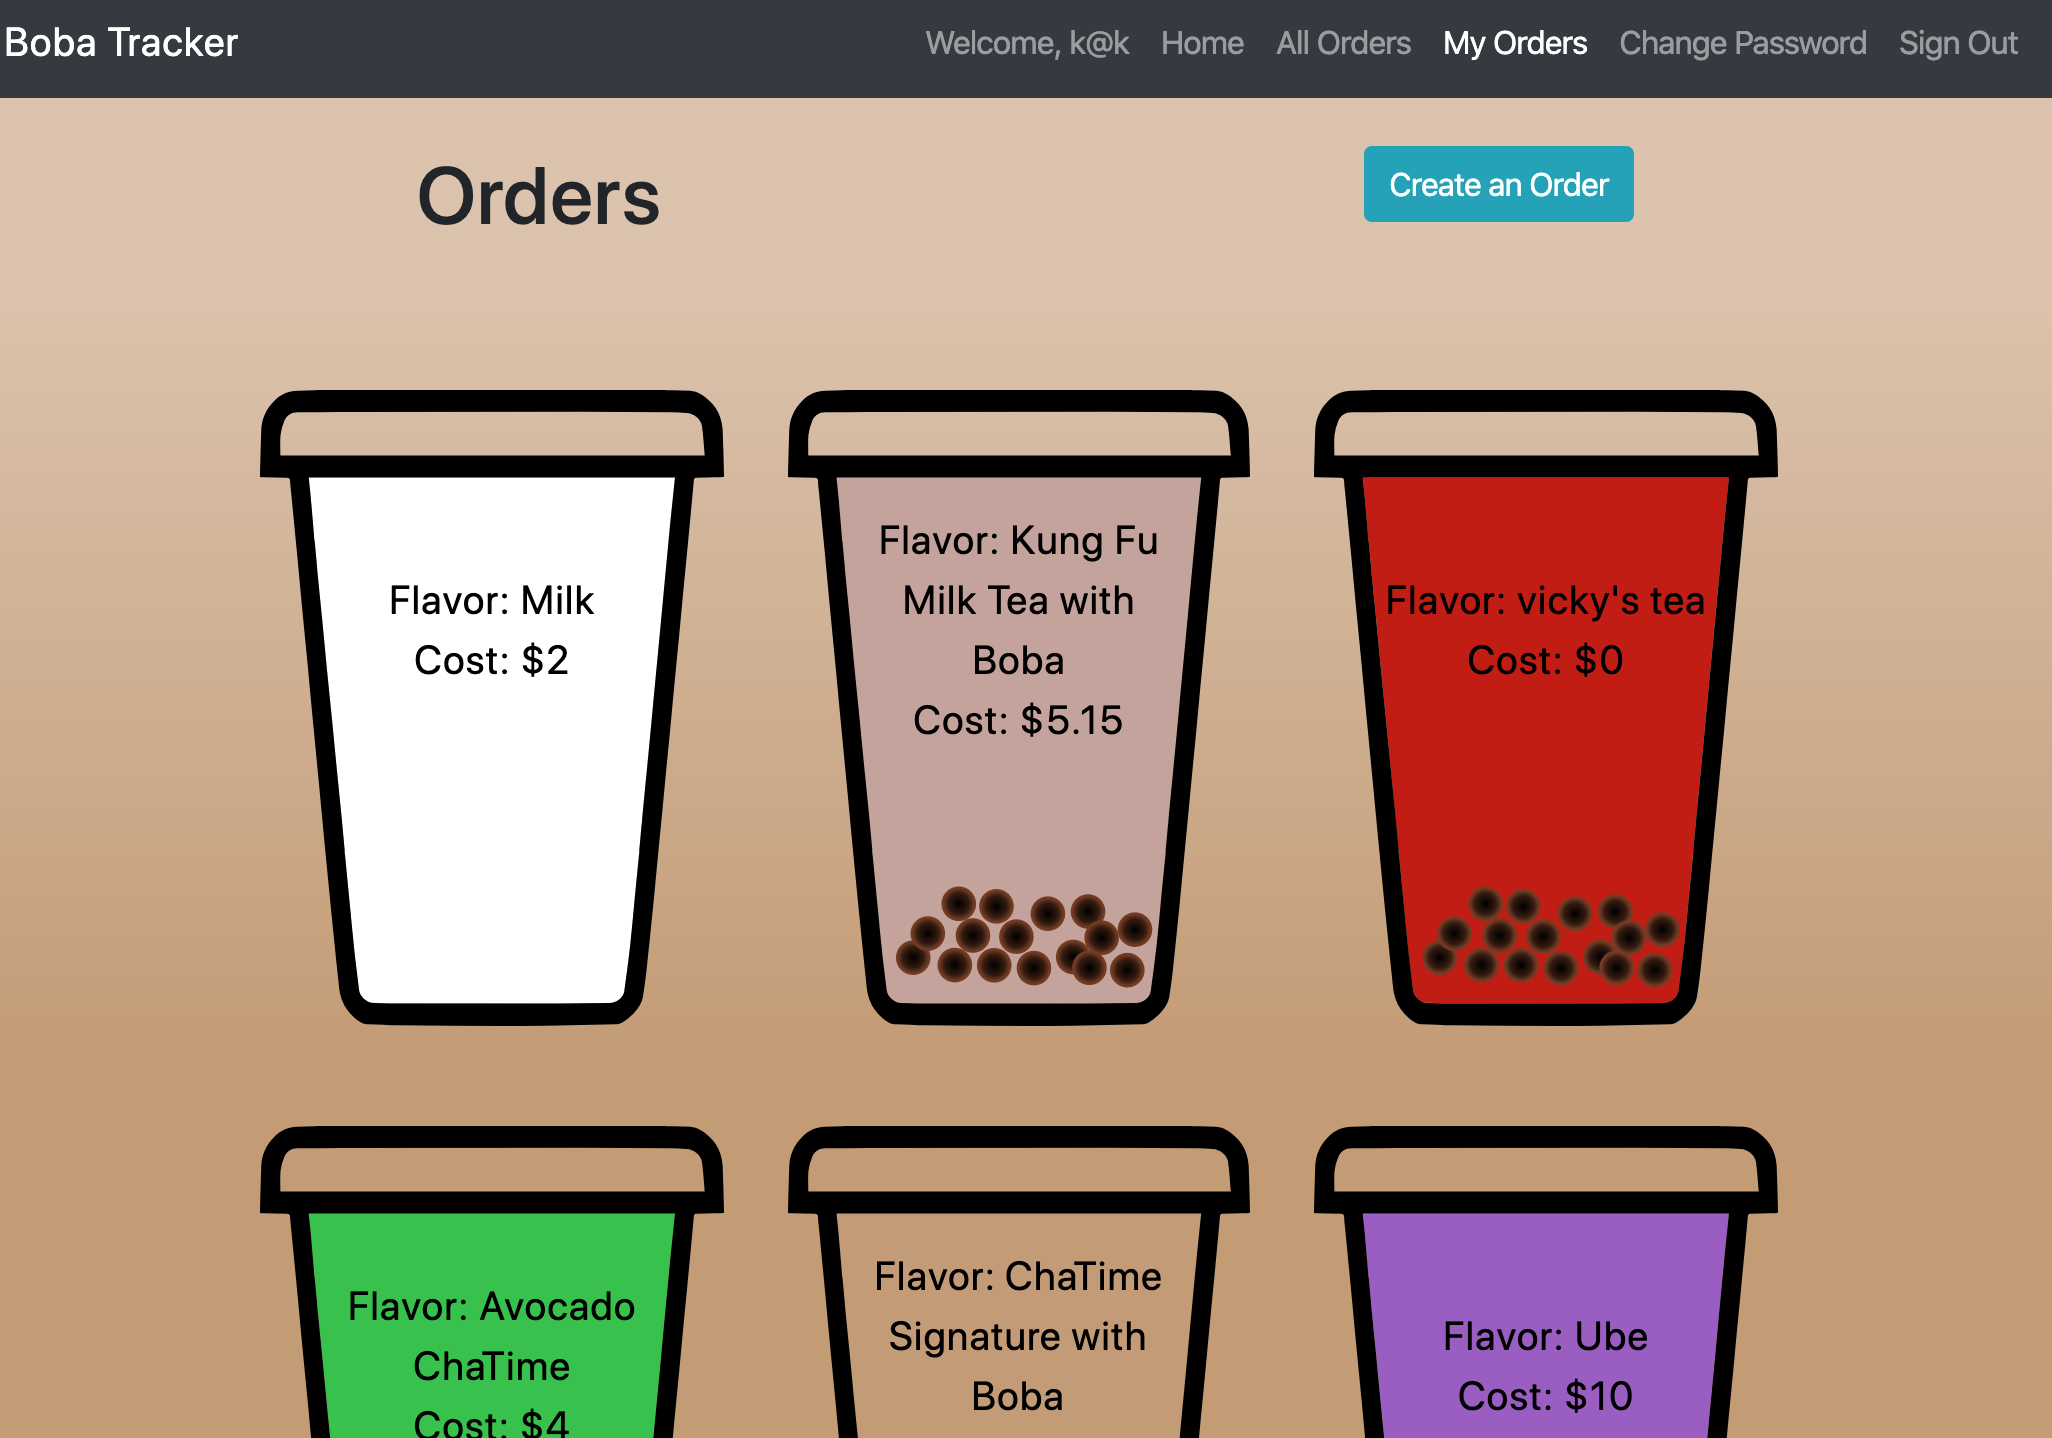 Boba Tracker
Welcome, k@k
Home
All Orders
My Orders
Change Password
Sign Out
Orders
Create an Order
Flavor: Milk
Cost: $2
Flavor: Kung Fu
Milk Tea with
Boba
Cost: $5.15
Flavor: vicky's tea
Cost: $0
Flavor: Avocado
ChaTime
Cost: $4
Flavor: ChaTime
Signature with
Boba
Flavor: Ube
Cost: $10